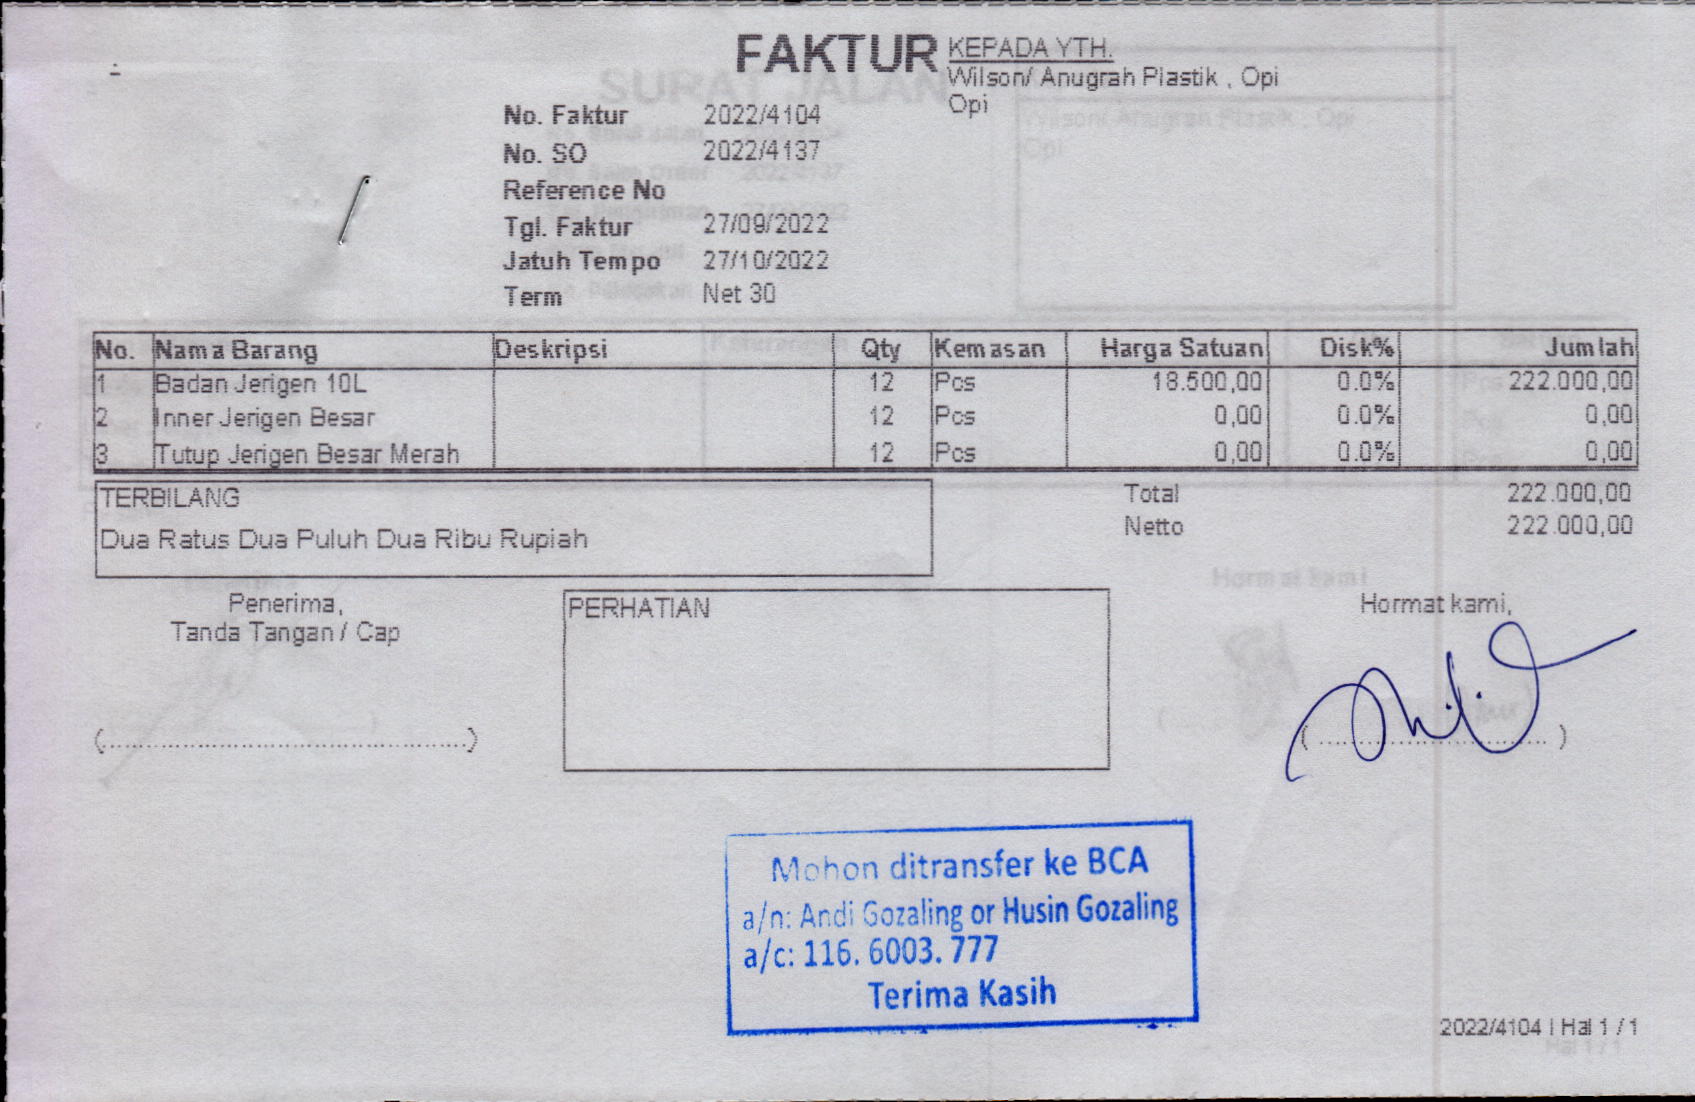 FAKTUR
KEPADA YTH.
Wilson/ Anugrah Plastik , Opi
Opi
No. Faktur 2022/4104
No. SO 2022/4137
Reference No
Tgl. Faktur 27/09/2022
Jatuh Tempo 27/10/2022
Term Net 30
No. Nama Barang Deskripsi Qty Kemasan Harga Satuan Disk% Jumlah
1 Badan Jerigen 10L 12 Pcs 18.500,00 0.0% 222.000,00
2 Inner Jerigen Besar 12 Pcs 0,00 0.0% 0,00
3 Tutup Jerigen Besar Merah 12 Pcs 0,00 0.0% 0,00
TERBILANG
Dua Ratus Dua Puluh Dua Ribu Rupiah
Total 222.000,00
Netto 222.000,00
Penerima,
Tanda Tangan / Cap
(..............................................)
PERHATIAN
Hormat kami,
(..............................)
Mohon ditransfer ke BCA
a/n: Andi Gozaling or Husin Gozaling
a/c: 116. 6003. 777
Terima Kasih
2022/4104 | Hal 1 / 1